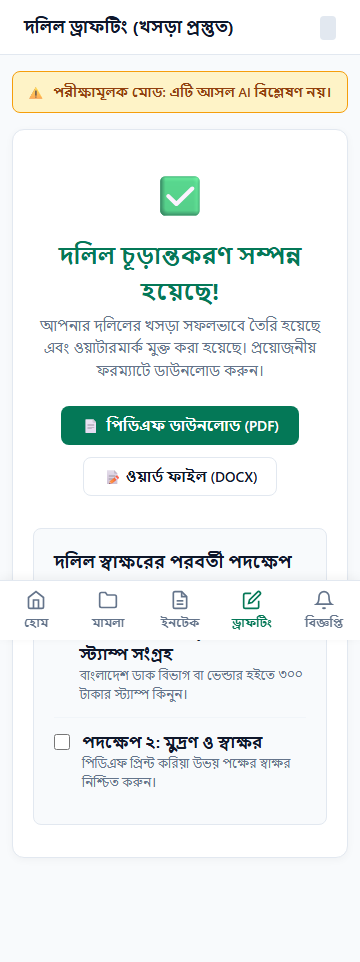 দলিল ড্রাফটিং (খসড়া প্রস্তুত)
পরীক্ষামূলক মোড: এটি আসল AI বিশ্লেষণ নয়।
দলিল চূড়ান্তকরণ সম্পন্ন
হয়েছে!
আপনার দলিলের খসড়া সফলভাবে তৈরি হয়েছে
এবং ওয়াটারমার্ক মুক্ত করা হয়েছে। প্রয়োজনীয়
ফরম্যাটে ডাউনলোড করুন।
পিডিএফ ডাউনলোড (PDF)
ওয়ার্ড ফাইল (DOCX)
দলিল স্বাক্ষরের পরবর্তী পদক্ষেপ
হোম মামলা ইনটেক ড্রাফটিং বিজ্ঞপ্তি
স্ট্যাম্প সংগ্রহ
বাংলাদেশ ডাক বিভাগ বা ভেন্ডার হইতে ৩০০
টাকার স্ট্যাম্প কিনুন।
পদক্ষেপ ২: মুদ্রণ ও স্বাক্ষর
পিডিএফ প্রিন্ট করিয়া উভয় পক্ষের স্বাক্ষর
নিশ্চিত করুন।